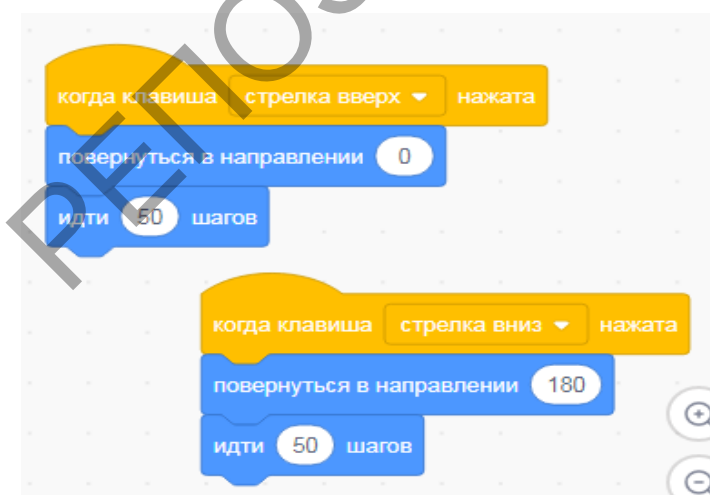 когда клавиша стрелка вверх нажата
повернуться в направлении 0
идти 50 шагов
когда клавиша стрелка вниз нажата
повернуться в направлении 180
идти 50 шагов